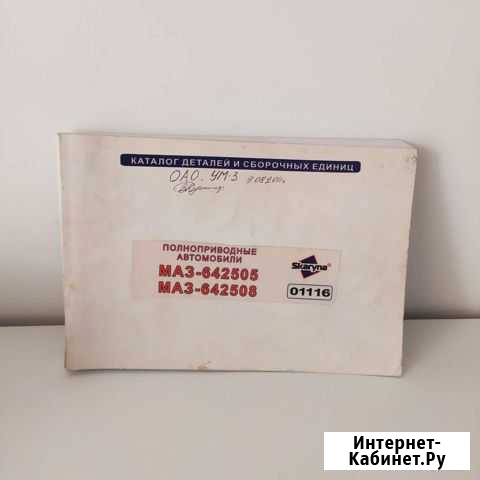 КАТАЛОГ ДЕТАЛЕЙ И СБОРОЧНЫХ ЕДИНИЦ
ОАО. УМЗ
ПОЛНОПРИВОДНЫЕ
АВТОМОБИЛИ
МАЗ-642505
МАЗ-642508
Skaryna
01116
Интернет-
Кабинет.Ру